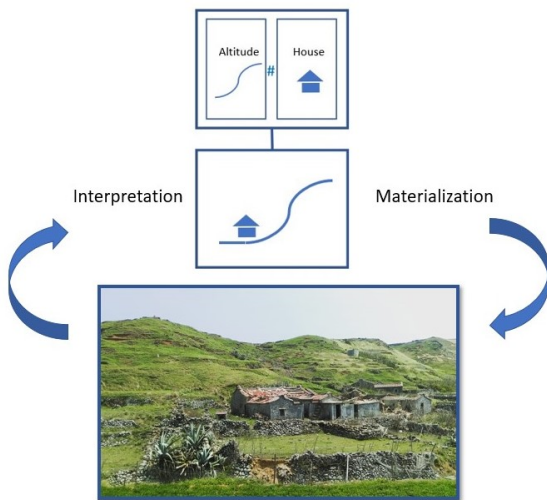 Altitude
#
House
Interpretation
Materialization